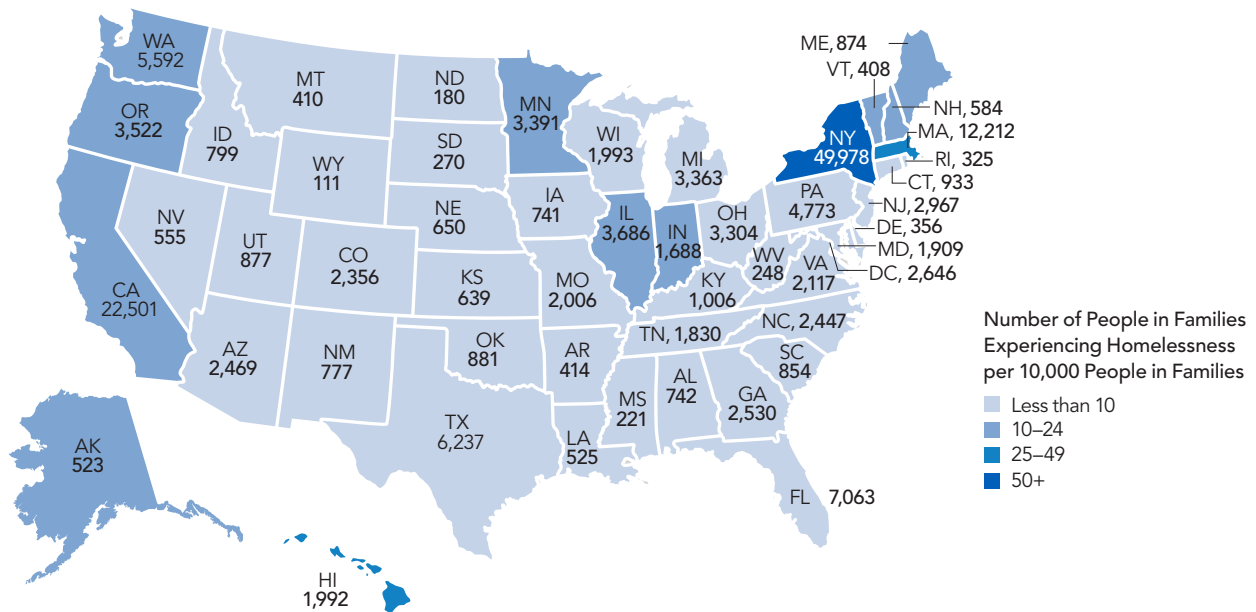 WA
5,592
OR
3,522
CA
22,501
ID
799
NV
555
MT
410
WY
111
UT
877
AZ
2,469
CO
2,356
NM
777
ND
180
SD
270
NE
650
KS
639
OK
881
TX
6,237
MN
3,391
IA
741
MO
2,006
AR
414
LA
525
WI
1,993
IL
3,686
MI
3,363
IN
1,688
OH
3,304
KY
1,006
TN, 1,830
MS
221
AL
742
GA
2,530
FL 7,063
SC
854
NC, 2,447
WV
248
VA
2,117
PA
4,773
NY
49,978
ME, 874
VT, 408
NH, 584
MA, 12,212
RI, 325
CT, 933
NJ, 2,967
DE, 356
MD, 1,909
DC, 2,646
AK
523
HI
1,992
Number of People in Families
Experiencing Homelessness
per 10,000 People in Families
Less than 10
10–24
25–49
50+